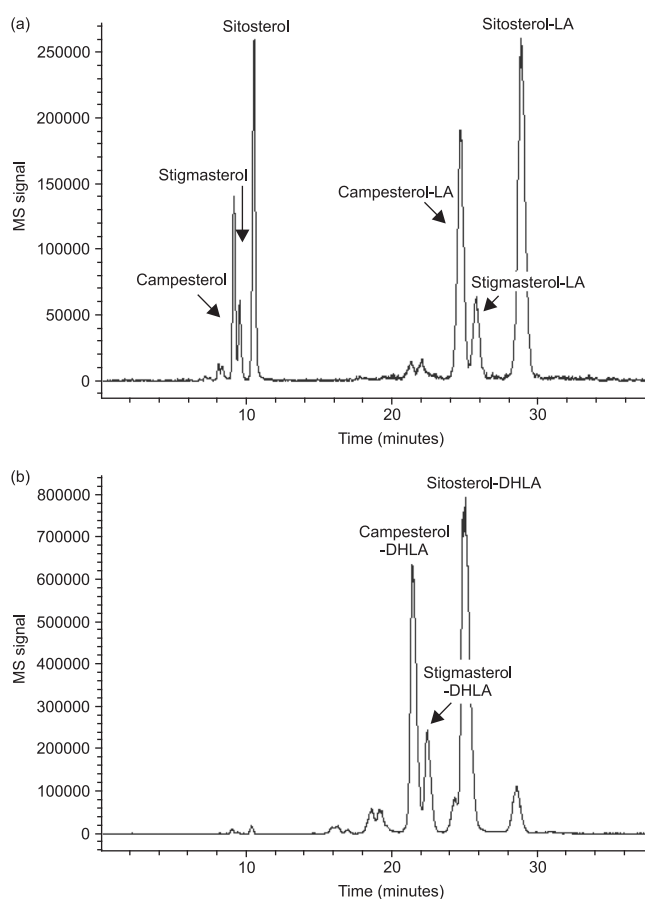 (a)
Sitosterol
Sitosterol-LA
250000
200000
Stigmasterol
150000
Campesterol-LA
100000
Campesterol
Stigmasterol-LA
50000
0
MS signal
10
20
30
Time (minutes)
(b)
Sitosterol-DHLA
800000
Campesterol
-DHLA
700000
600000
500000
Stigmasterol
-DHLA
400000
300000
200000
100000
0
MS signal
10
20
30
Time (minutes)